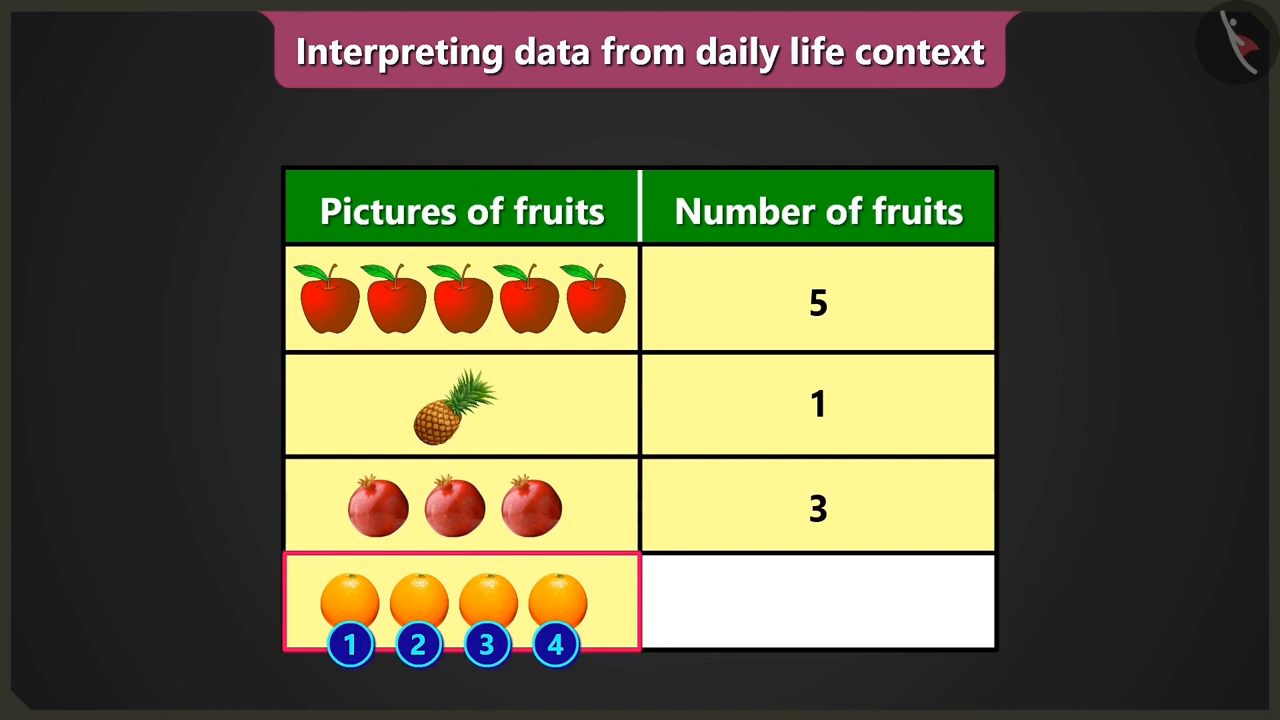 Interpreting data from daily life context
Pictures of fruits Number of fruits
5
1
3
1 2 3 4